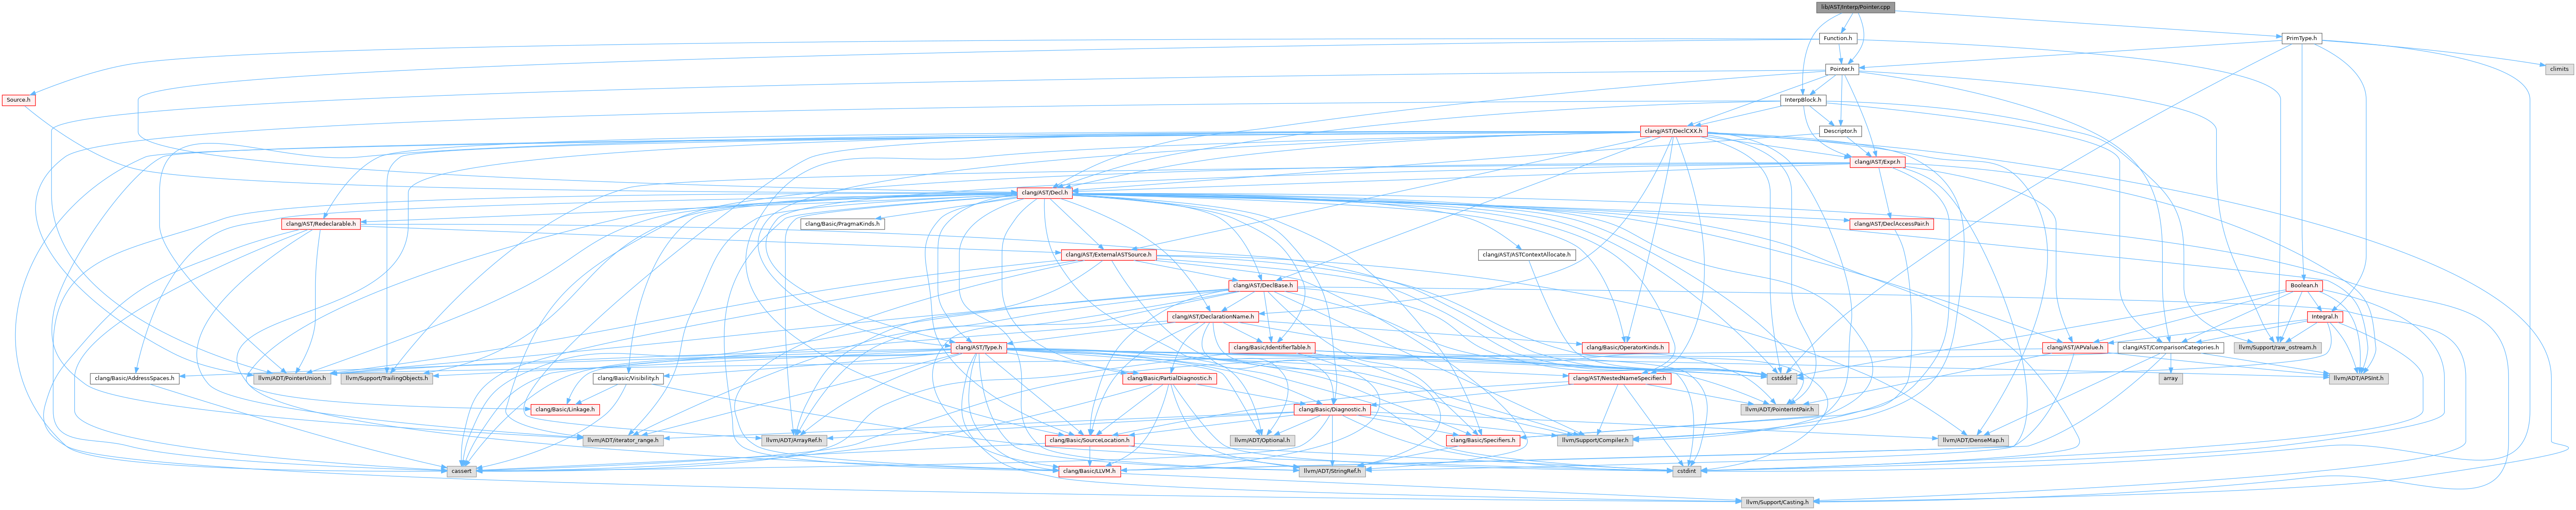 lib/AST/Interp/Pointer.cpp
Function.h
PrimType.h
Pointer.h
climits
Source.h
InterpBlock.h
clang/AST/DeclCXX.h
Descriptor.h
clang/AST/Expr.h
clang/AST/Decl.h
clang/AST/Redeclarable.h
clang/Basic/PragmaKinds.h
clang/AST/DeclAccessPair.h
clang/AST/ExternalASTSource.h
clang/AST/ASTContextAllocate.h
clang/AST/DeclBase.h
Boolean.h
clang/AST/DeclarationName.h
Integral.h
clang/AST/Type.h
clang/Basic/IdentifierTable.h
clang/Basic/OperatorKinds.h
clang/AST/APValue.h
clang/AST/ComparisonCategories.h
llvm/Support/raw_ostream.h
clang/Basic/AddressSpaces.h
llvm/ADT/PointerUnion.h
llvm/Support/TrailingObjects.h
clang/Basic/Visibility.h
clang/Basic/PartialDiagnostic.h
clang/AST/NestedNameSpecifier.h
cstddef
array
llvm/ADT/APSInt.h
clang/Basic/Linkage.h
clang/Basic/Diagnostic.h
llvm/ADT/PointerIntPair.h
llvm/ADT/iterator_range.h
llvm/ADT/ArrayRef.h
clang/Basic/SourceLocation.h
llvm/ADT/Optional.h
clang/Basic/Specifiers.h
llvm/Support/Compiler.h
llvm/ADT/DenseMap.h
cassert
clang/Basic/LLVM.h
llvm/ADT/StringRef.h
cstdint
llvm/Support/Casting.h